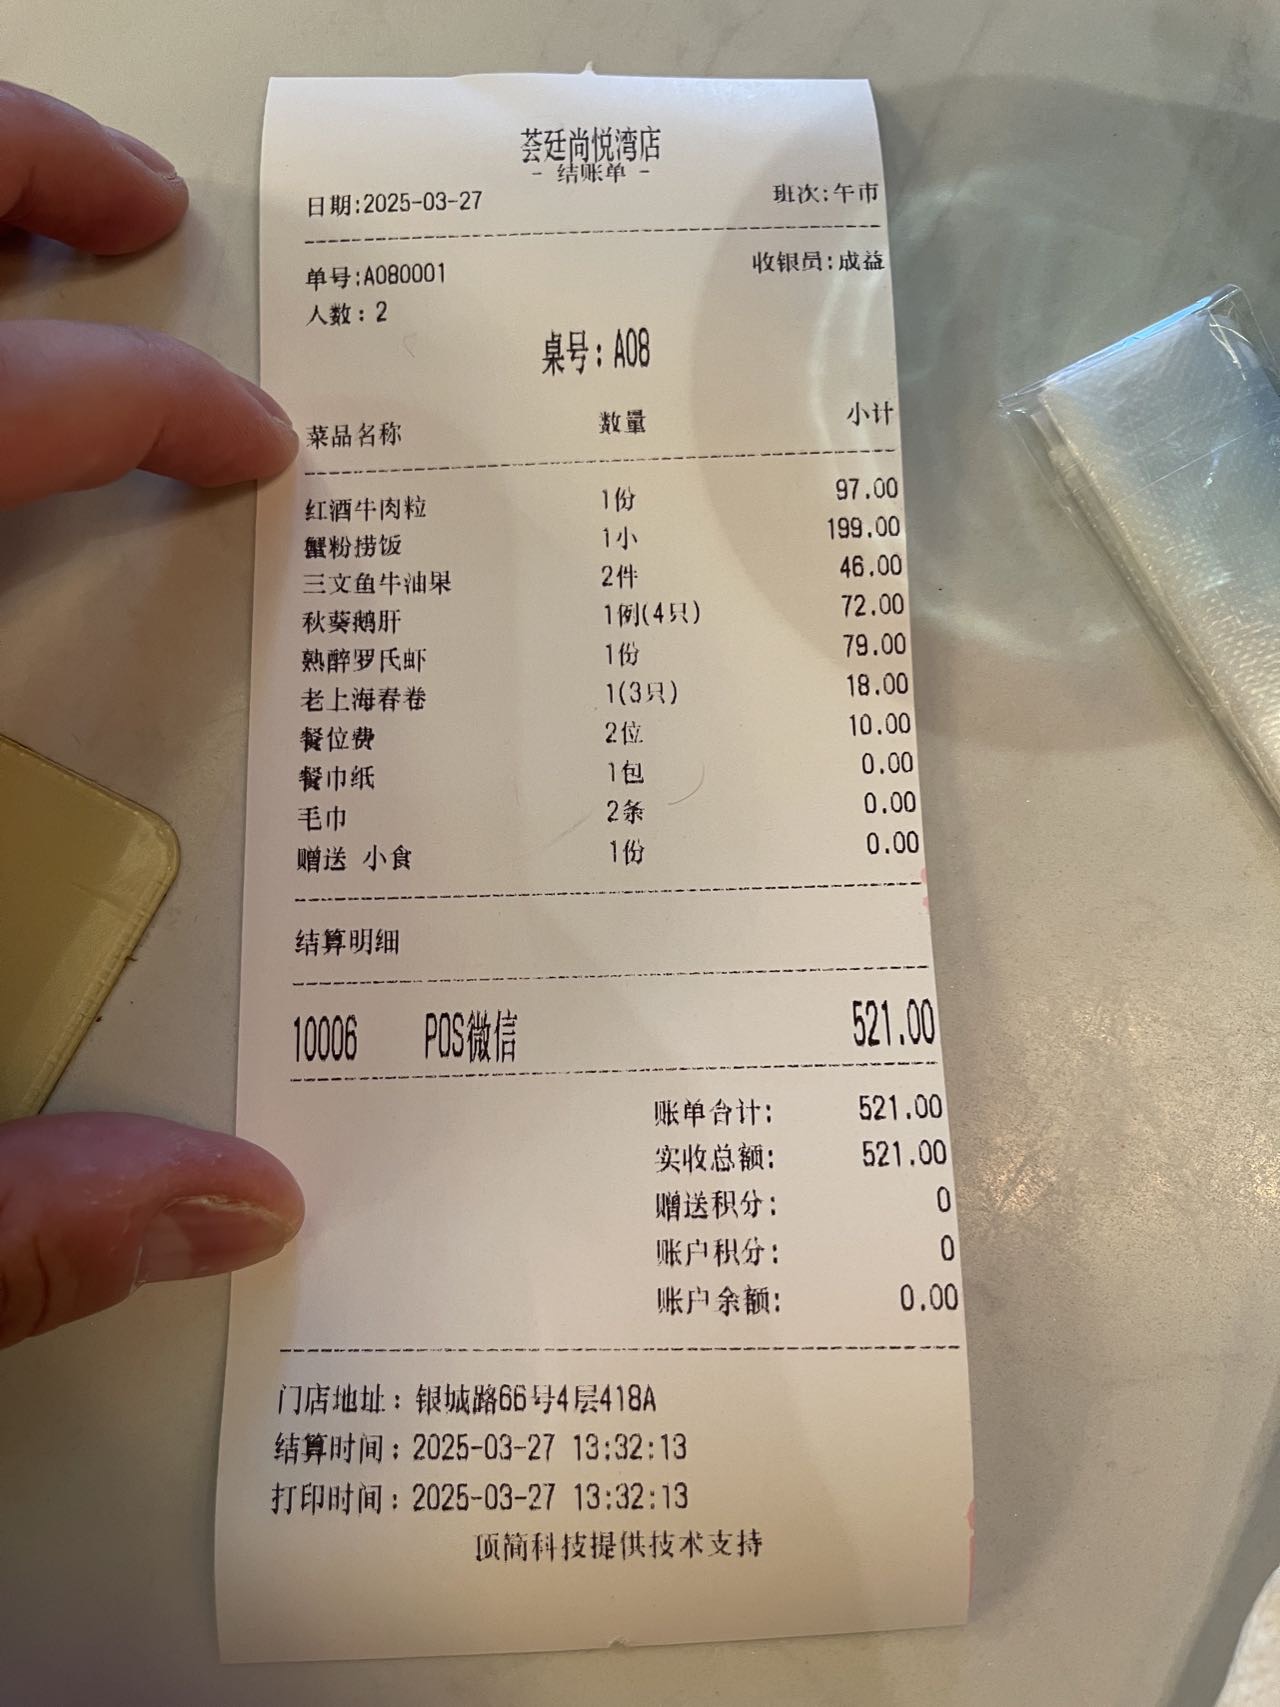 荟廷尚悦湾店
- 结账单 -
日期:2025-03-27 班次:午市
单号:A080001 收银员:成益
人数: 2
桌号: A08
菜品名称 数量 小计
红酒牛肉粒 1份 97.00
蟹粉捞饭 1小 199.00
三文鱼牛油果 2件 46.00
秋葵鹅肝 1例(4只) 72.00
熟醉罗氏虾 1份 79.00
老上海春卷 1(3只) 18.00
餐位费 2位 10.00
餐巾纸 1包 0.00
毛巾 2条 0.00
赠送 小食 1份 0.00
结算明细
10006 POS微信 521.00
账单合计: 521.00
实收总额: 521.00
赠送积分: 0
账户积分: 0
账户余额: 0.00
门店地址: 银城路66号4层418A
结算时间: 2025-03-27 13:32:13
打印时间: 2025-03-27 13:32:13
顶简科技提供技术支持